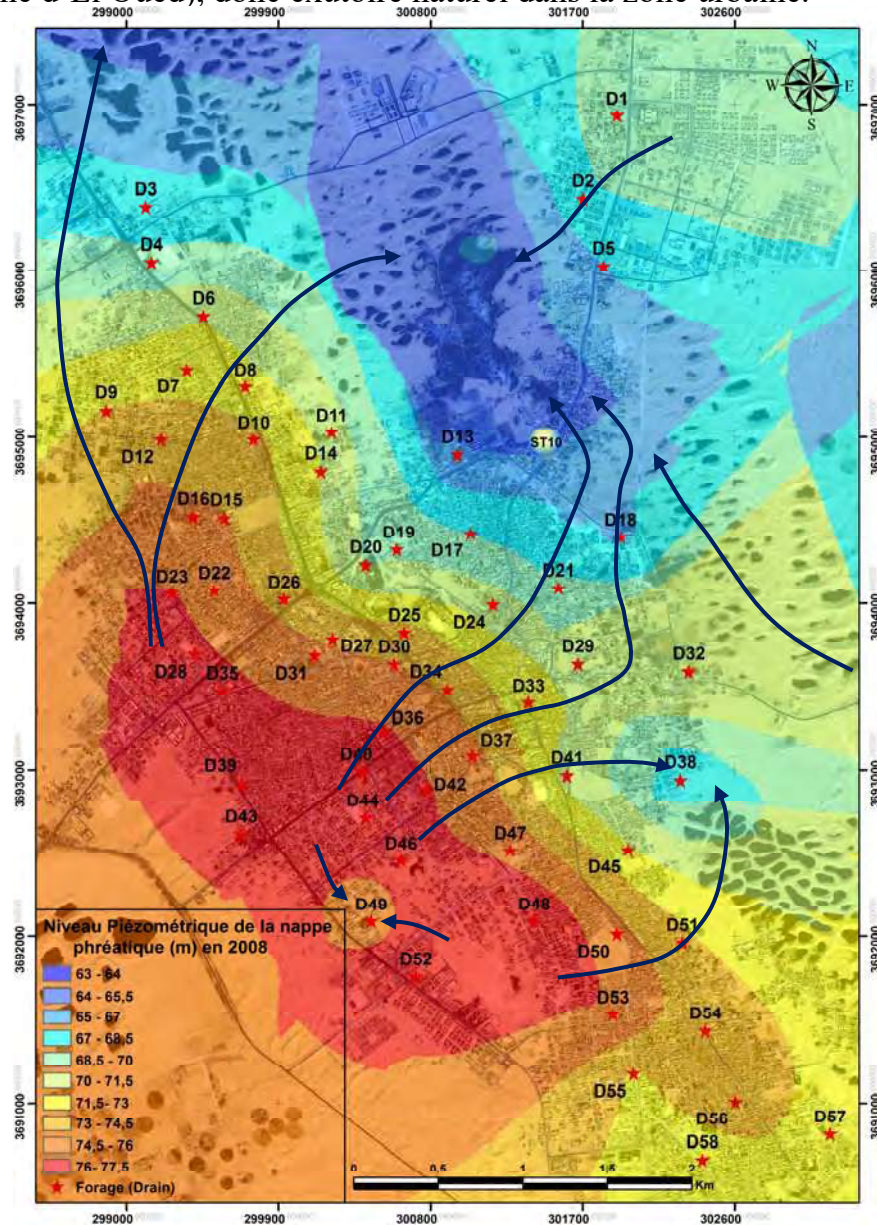 ne d'El Oued), donc exutoire naturel dans la zone urbaine.
299000 299900 300800 301700 302600
N
W E
S
3697000 3697000
D1
D2
D3
D4 D5
3696000 3696000
D6
D7 D8
D9
D10 D11
D12 D13 ST10
3695000 3695000
D14
D16 D15 D18
D19
D20 D17
D21
D23 D22
D26
3694000 3694000
D25 D24
D27
D30 D29
D28 D31 D32
D35 D34
D33
D36
D37
D39 D40 D41 D38
3693000 3693000
D42
D43 D44
D46 D47
D45
D49 D48
Niveau Piézométrique de la nappe
phréatique (m) en 2008
D50 D51
3692000
D52
63 - 64
64 - 65,5
D53
65 - 67
D54
67 - 68,5
68,5 - 70
D55
70 - 71,5
71,5- 73
3691000
D56 D57
73 - 74,5
D58
74,5 - 76
76- 77,5
0 0,5 1 1,5 2
Km
Forage (Drain)
299000 299900 300800 301700 302600